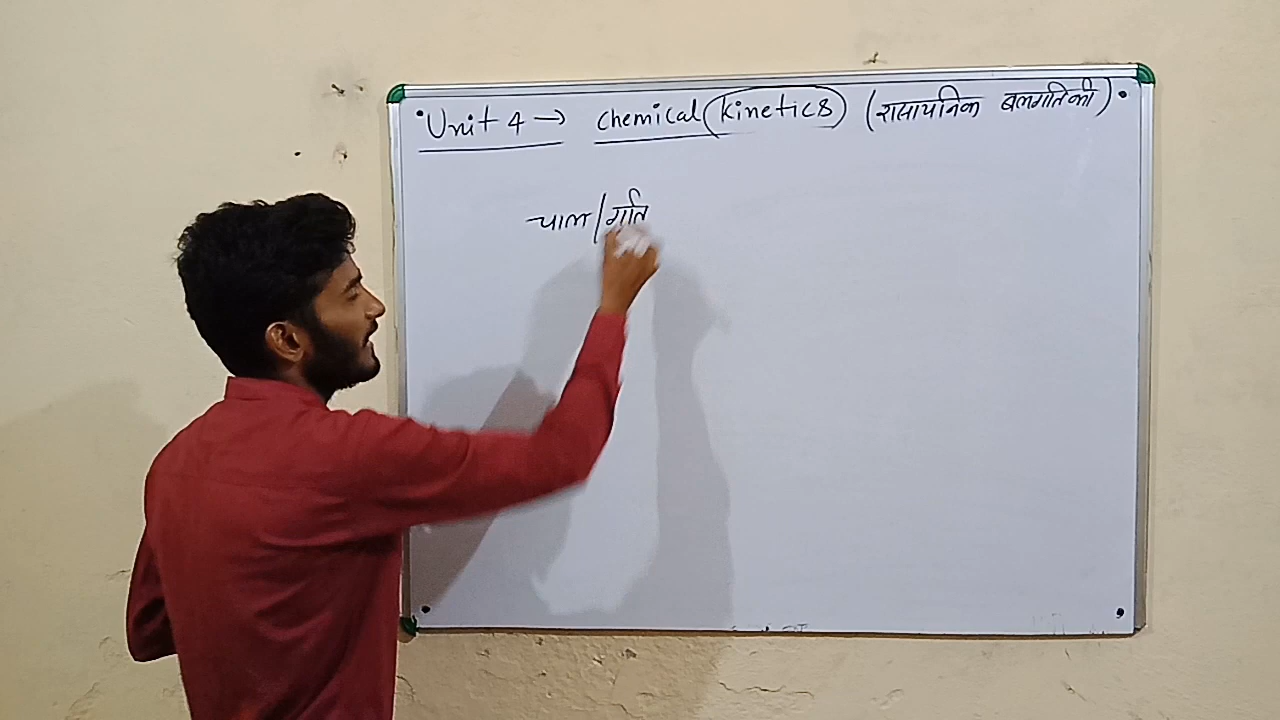 Unit 4 → Chemical Kinetics (रासायनिक बलगतिकी)
चाल/गति